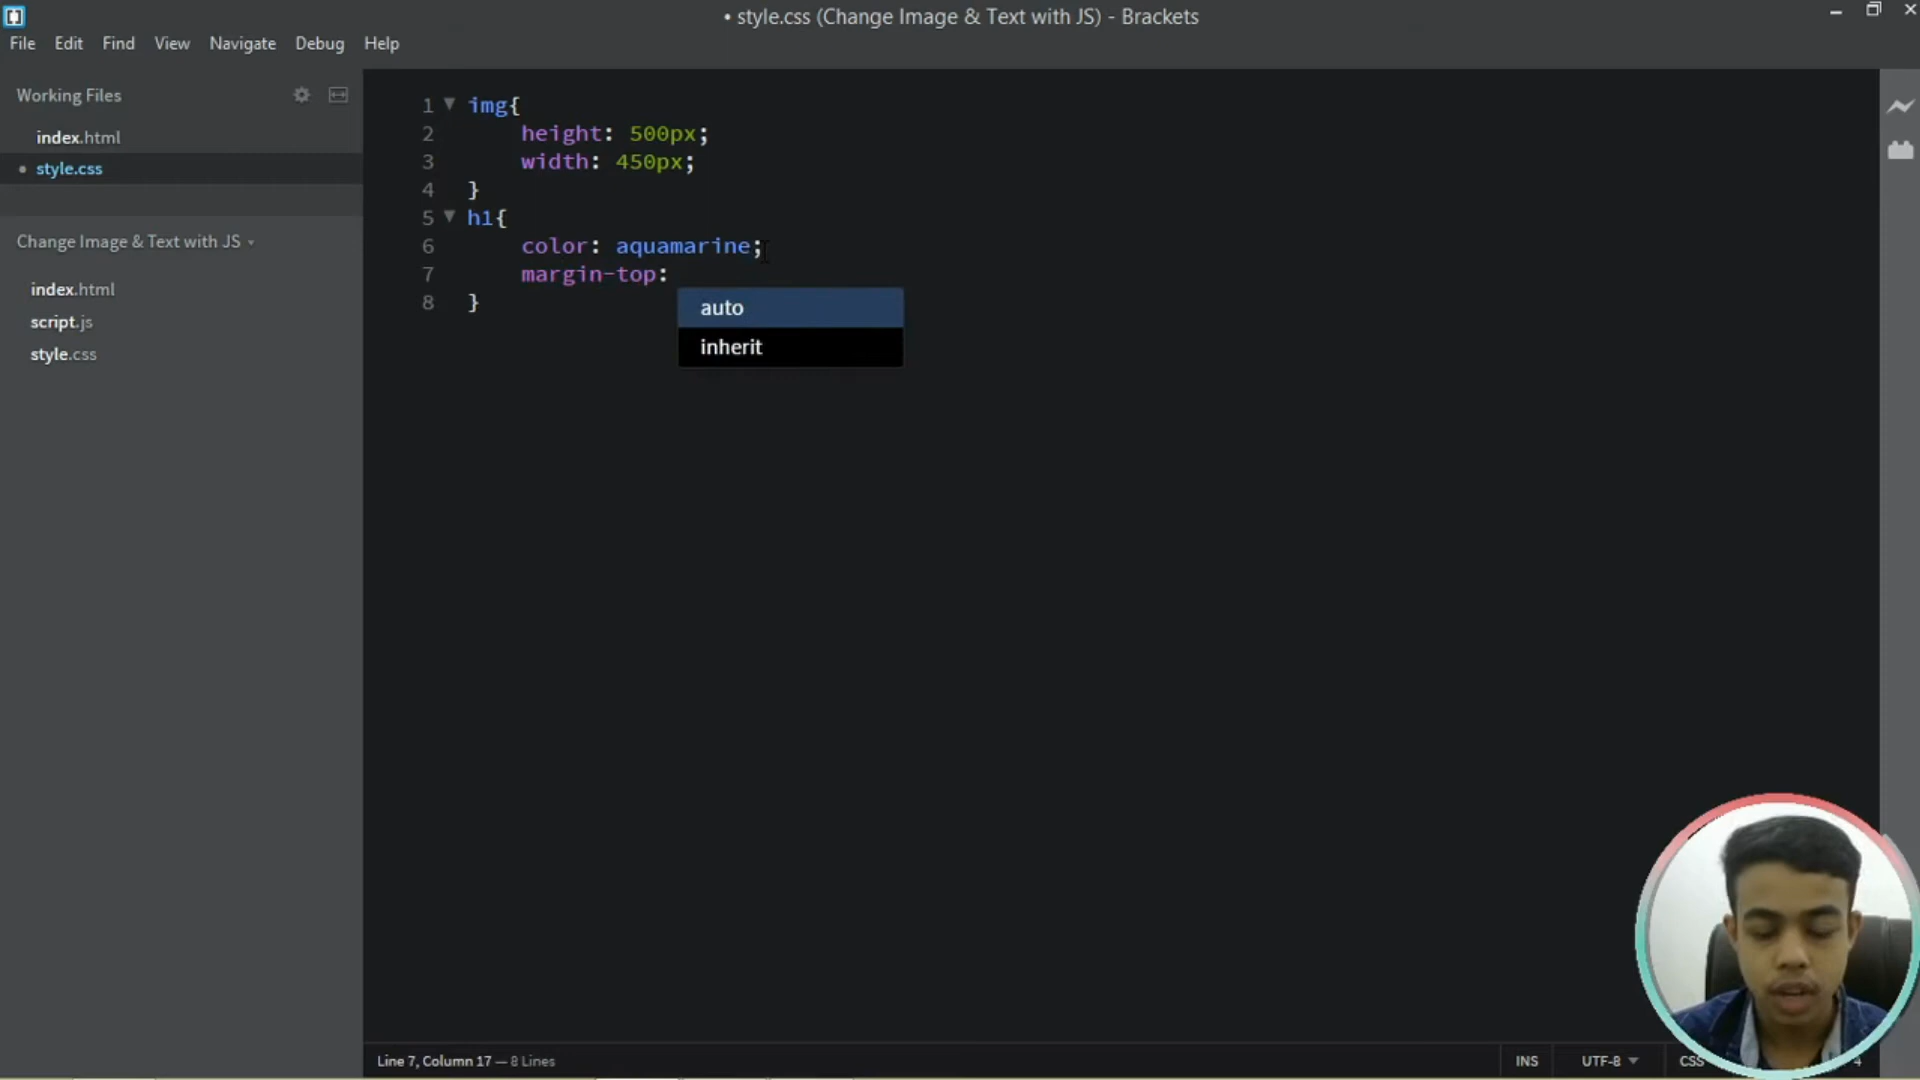 • style.css (Change Image & Text with JS) - Brackets
File Edit Find View Navigate Debug Help
Working Files
index.html
• style.css
Change Image & Text with JS
index.html
script.js
style.css
1 img{
2 height: 500px;
3 width: 450px;
4 }
5 h1{
6 color: aquamarine;
7 margin-top:
8 }
auto
inherit
Line 7, Column 17 — 8 Lines
INS UTF-8 CSS 4